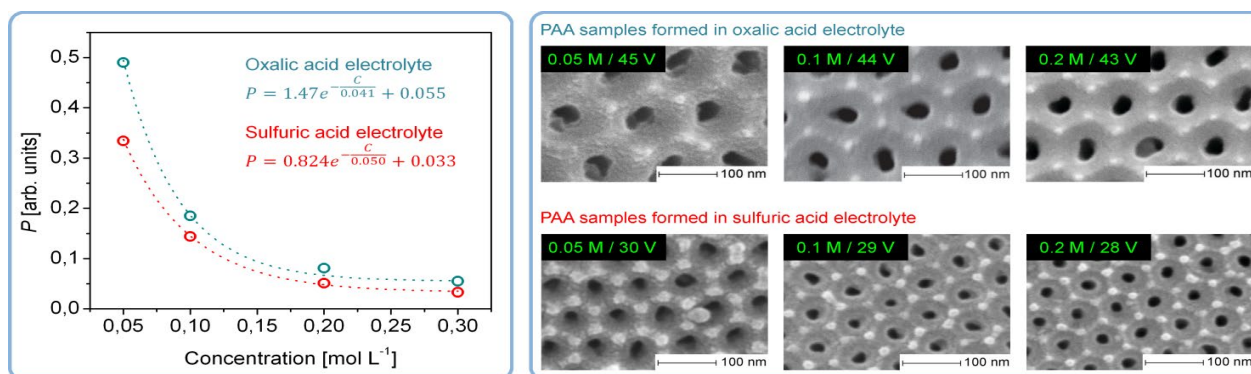 P [arb. units]
0,5
0,4
0,3
0,2
0,1
0,0
0,05 0,10 0,15 0,20 0,25 0,30
Concentration [mol L⁻¹]
Oxalic acid electrolyte
P = 1.47e^{-C/0.041} + 0.055
Sulfuric acid electrolyte
P = 0.824e^{-C/0.050} + 0.033
PAA samples formed in oxalic acid electrolyte
0.05 M / 45 V
100 nm
0.1 M / 44 V
100 nm
0.2 M / 43 V
100 nm
PAA samples formed in sulfuric acid electrolyte
0.05 M / 30 V
100 nm
0.1 M / 29 V
100 nm
0.2 M / 28 V
100 nm